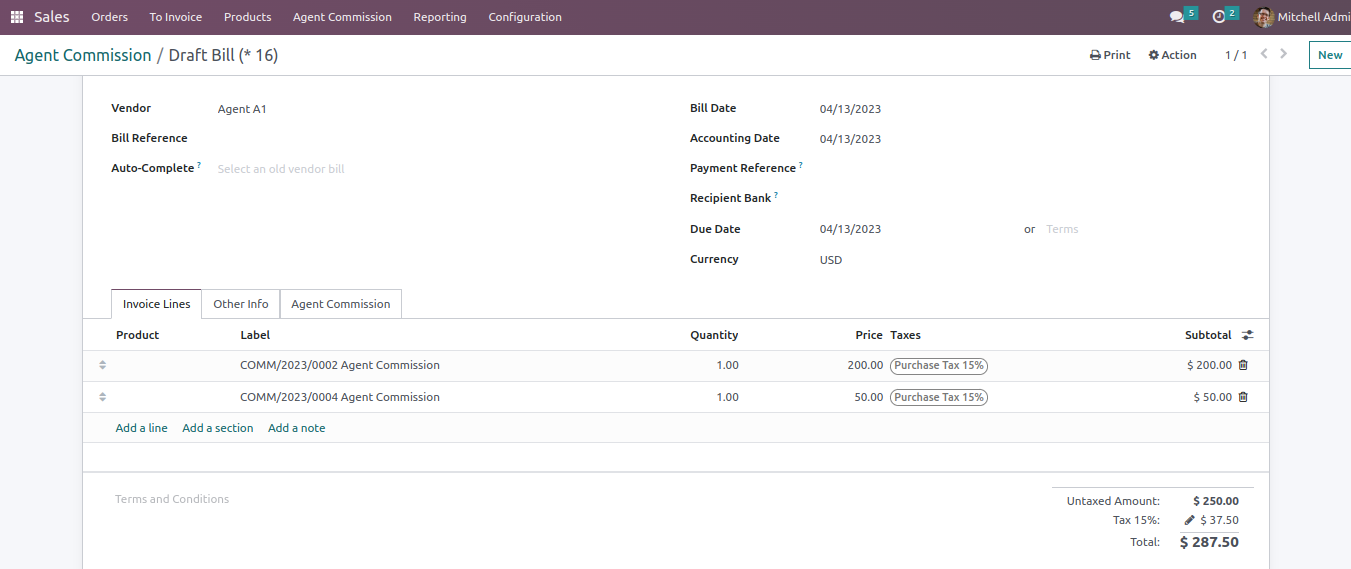 Sales Orders To Invoice Products Agent Commission Reporting Configuration 5 2 Mitchell Admi
Agent Commission / Draft Bill (* 16) Print Action 1 / 1 New
Vendor Agent A1 Bill Date 04/13/2023
Bill Reference Accounting Date 04/13/2023
Auto-Complete ? Select an old vendor bill Payment Reference ?
Recipient Bank ?
Due Date 04/13/2023 or Terms
Currency USD
Invoice Lines Other Info Agent Commission
Product Label Quantity Price Taxes Subtotal
COMM/2023/0002 Agent Commission 1.00 200.00 Purchase Tax 15% $ 200.00
COMM/2023/0004 Agent Commission 1.00 50.00 Purchase Tax 15% $ 50.00
Add a line Add a section Add a note
Terms and Conditions Untaxed Amount: $ 250.00
Tax 15%: $ 37.50
Total: $ 287.50